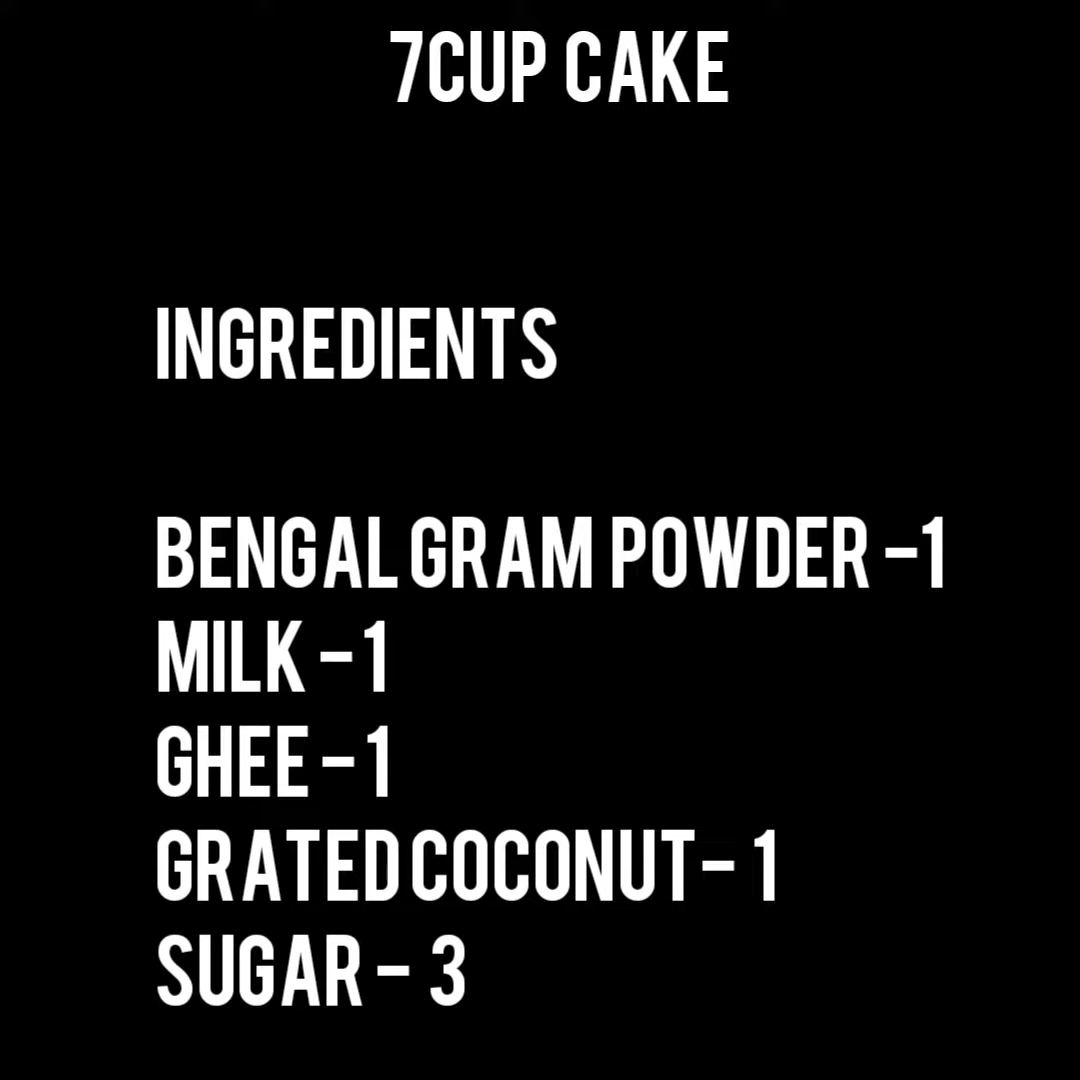 7CUP CAKE
INGREDIENTS
BENGAL GRAM POWDER -1
MILK - 1
GHEE - 1
GRATED COCONUT- 1
SUGAR - 3